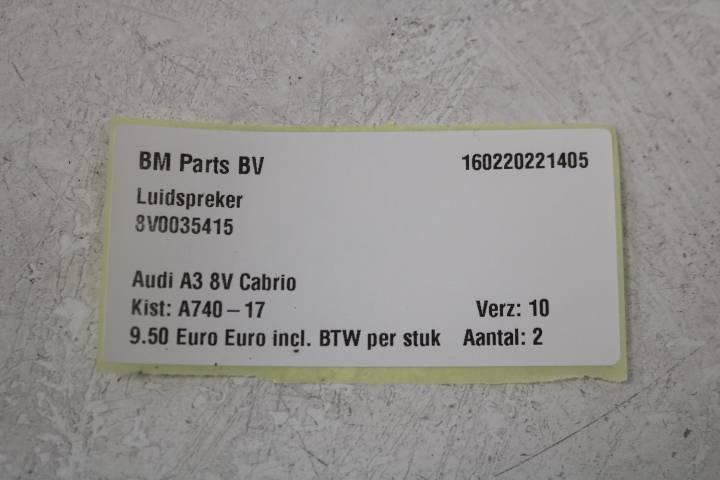 BM Parts BV 160220221405
Luidspreker
8V0035415
Audi A3 8V Cabrio
Kist: A740-17 Verz: 10
9.50 Euro Euro incl. BTW per stuk Aantal: 2